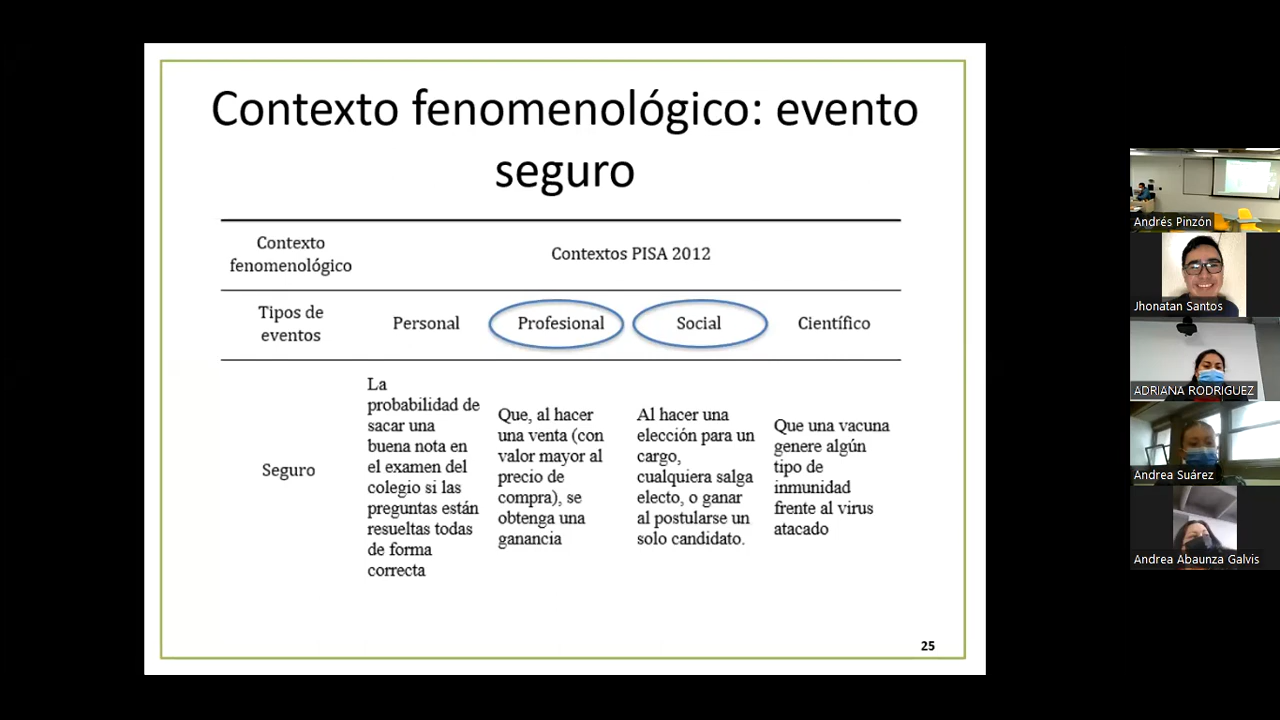 Contexto fenomenológico: evento
seguro
Contexto
fenomenológico
Contextos PISA 2012
Tipos de
eventos
Personal
Profesional
Social
Científico
Seguro
La
probabilidad de
sacar una
buena nota en
el examen del
colegio si las
preguntas están
resueltas todas
de forma
correcta
Que, al hacer
una venta (con
valor mayor al
precio de
compra), se
obtenga una
ganancia
Al hacer una
elección para un
cargo,
cualquiera salga
electo, o ganar
al postularse un
solo candidato.
Que una vacuna
genere algún
tipo de
inmunidad
frente al virus
atacado
25
Andrés Pinzón
Jhonatan Santos
ADRIANA RODRIGUEZ
Andrea Suárez
Andrea Abaunza Galvis